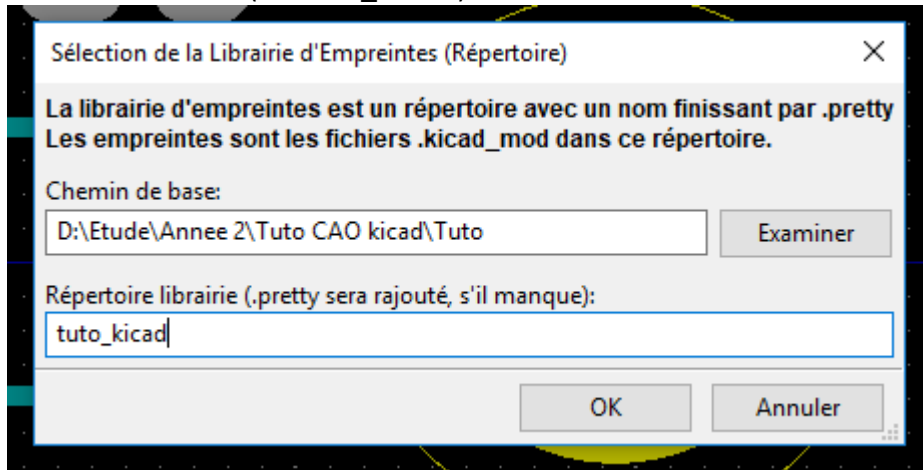 Sélection de la Librairie d'Empreintes (Répertoire)
La librairie d'empreintes est un répertoire avec un nom finissant par .pretty
Les empreintes sont les fichiers .kicad_mod dans ce répertoire.
Chemin de base:
D:\Etude\Annee 2\Tuto CAO kicad\Tuto
Examiner
Répertoire librairie (.pretty sera rajouté, s'il manque):
tuto_kicad
OK
Annuler